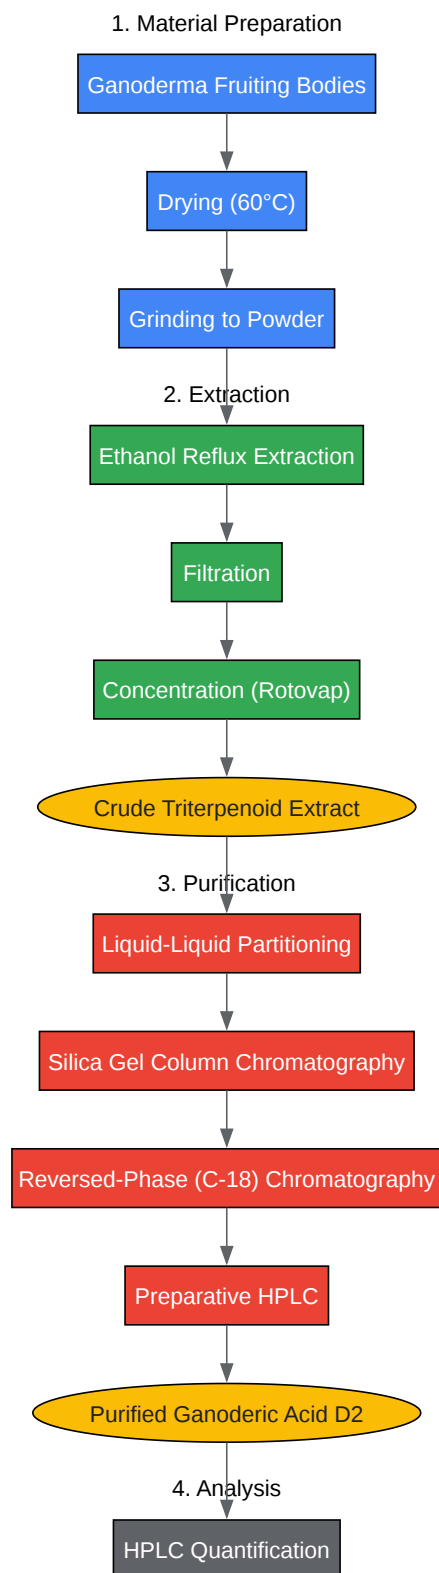 1. Material Preparation
Ganoderma Fruiting Bodies
Drying (60°C)
Grinding to Powder
2. Extraction
Ethanol Reflux Extraction
Filtration
Concentration (Rotovap)
Crude Triterpenoid Extract
3. Purification
Liquid-Liquid Partitioning
Silica Gel Column Chromatography
Reversed-Phase (C-18) Chromatography
Preparative HPLC
Purified Ganoderic Acid D2
4. Analysis
HPLC Quantification